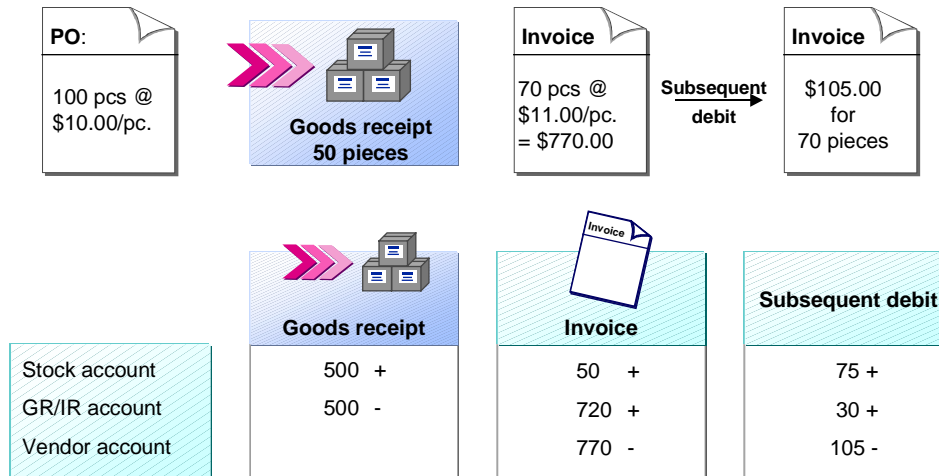 PO:
100 pcs @
$10.00/pc.
Goods receipt
50 pieces
Invoice
70 pcs @
$11.00/pc.
= $770.00
Subsequent
debit
Invoice
$105.00
for
70 pieces
Invoice
Goods receipt
Invoice
Subsequent debit
Stock account 500 + 50 + 75 +
GR/IR account 500 - 720 + 30 +
Vendor account 770 - 105 -